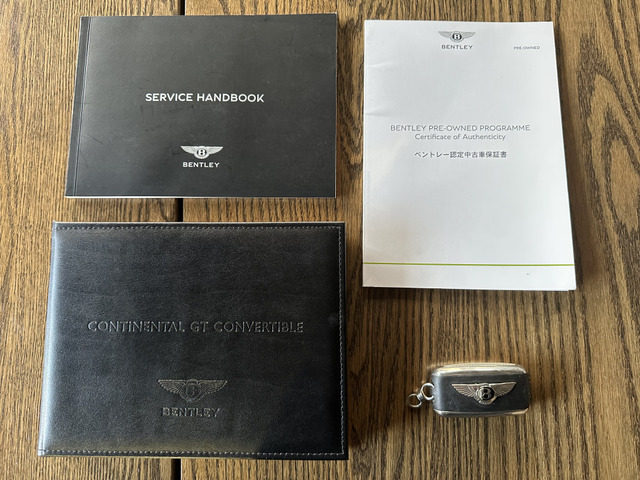 SERVICE HANDBOOK
BENTLEY
BENTLEY
PRE-OWNED
BENTLEY PRE-OWNED PROGRAMME
Certificate of Authenticity
ベントレー認定中古車保証書
CONTINENTAL GT CONVERTIBLE
B
BENTLEY
B